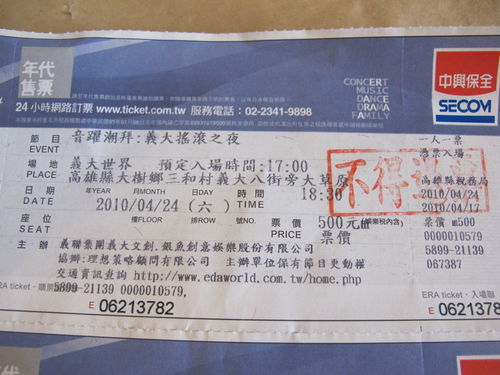 年代
售票
24小時網路訂票 www.ticket.com.tw 服務電話：02-2341-9898
CONCERT
MUSIC
DANCE
DRAMA
FAMILY
中興保全
SECOM
節目 音躍潮拜:義大搖滾之夜
EVENT
場地 義大世界 預定入場時間:17:00
PLACE 高雄縣大樹鄉三和村義大八街旁大草原
日期 年YEAR 月MONTH 日DAY 時間 18:30
DATE 2010/04/24 (六) TIME
座位 樓FLOOR 排ROW 號NO. 票價 500元
SEAT PRICE 票價
主辦 義聯集團義大文創.銀魚創意娛樂股份有限公司
協辦:理想策略顧問有限公司 主辦單位保有節目更動權
交通資訊查詢 http://www.edaworld.com.tw/home.php
5899-21139 0000010579,
ERA ticket
E 06213782
不得
一人一票
憑票入場
高雄縣稅務局
2010/04/24
2010/04/17
票價 m500
0000010579
5899-21139
067387
ERA ticket · 入場聯
E 0621378